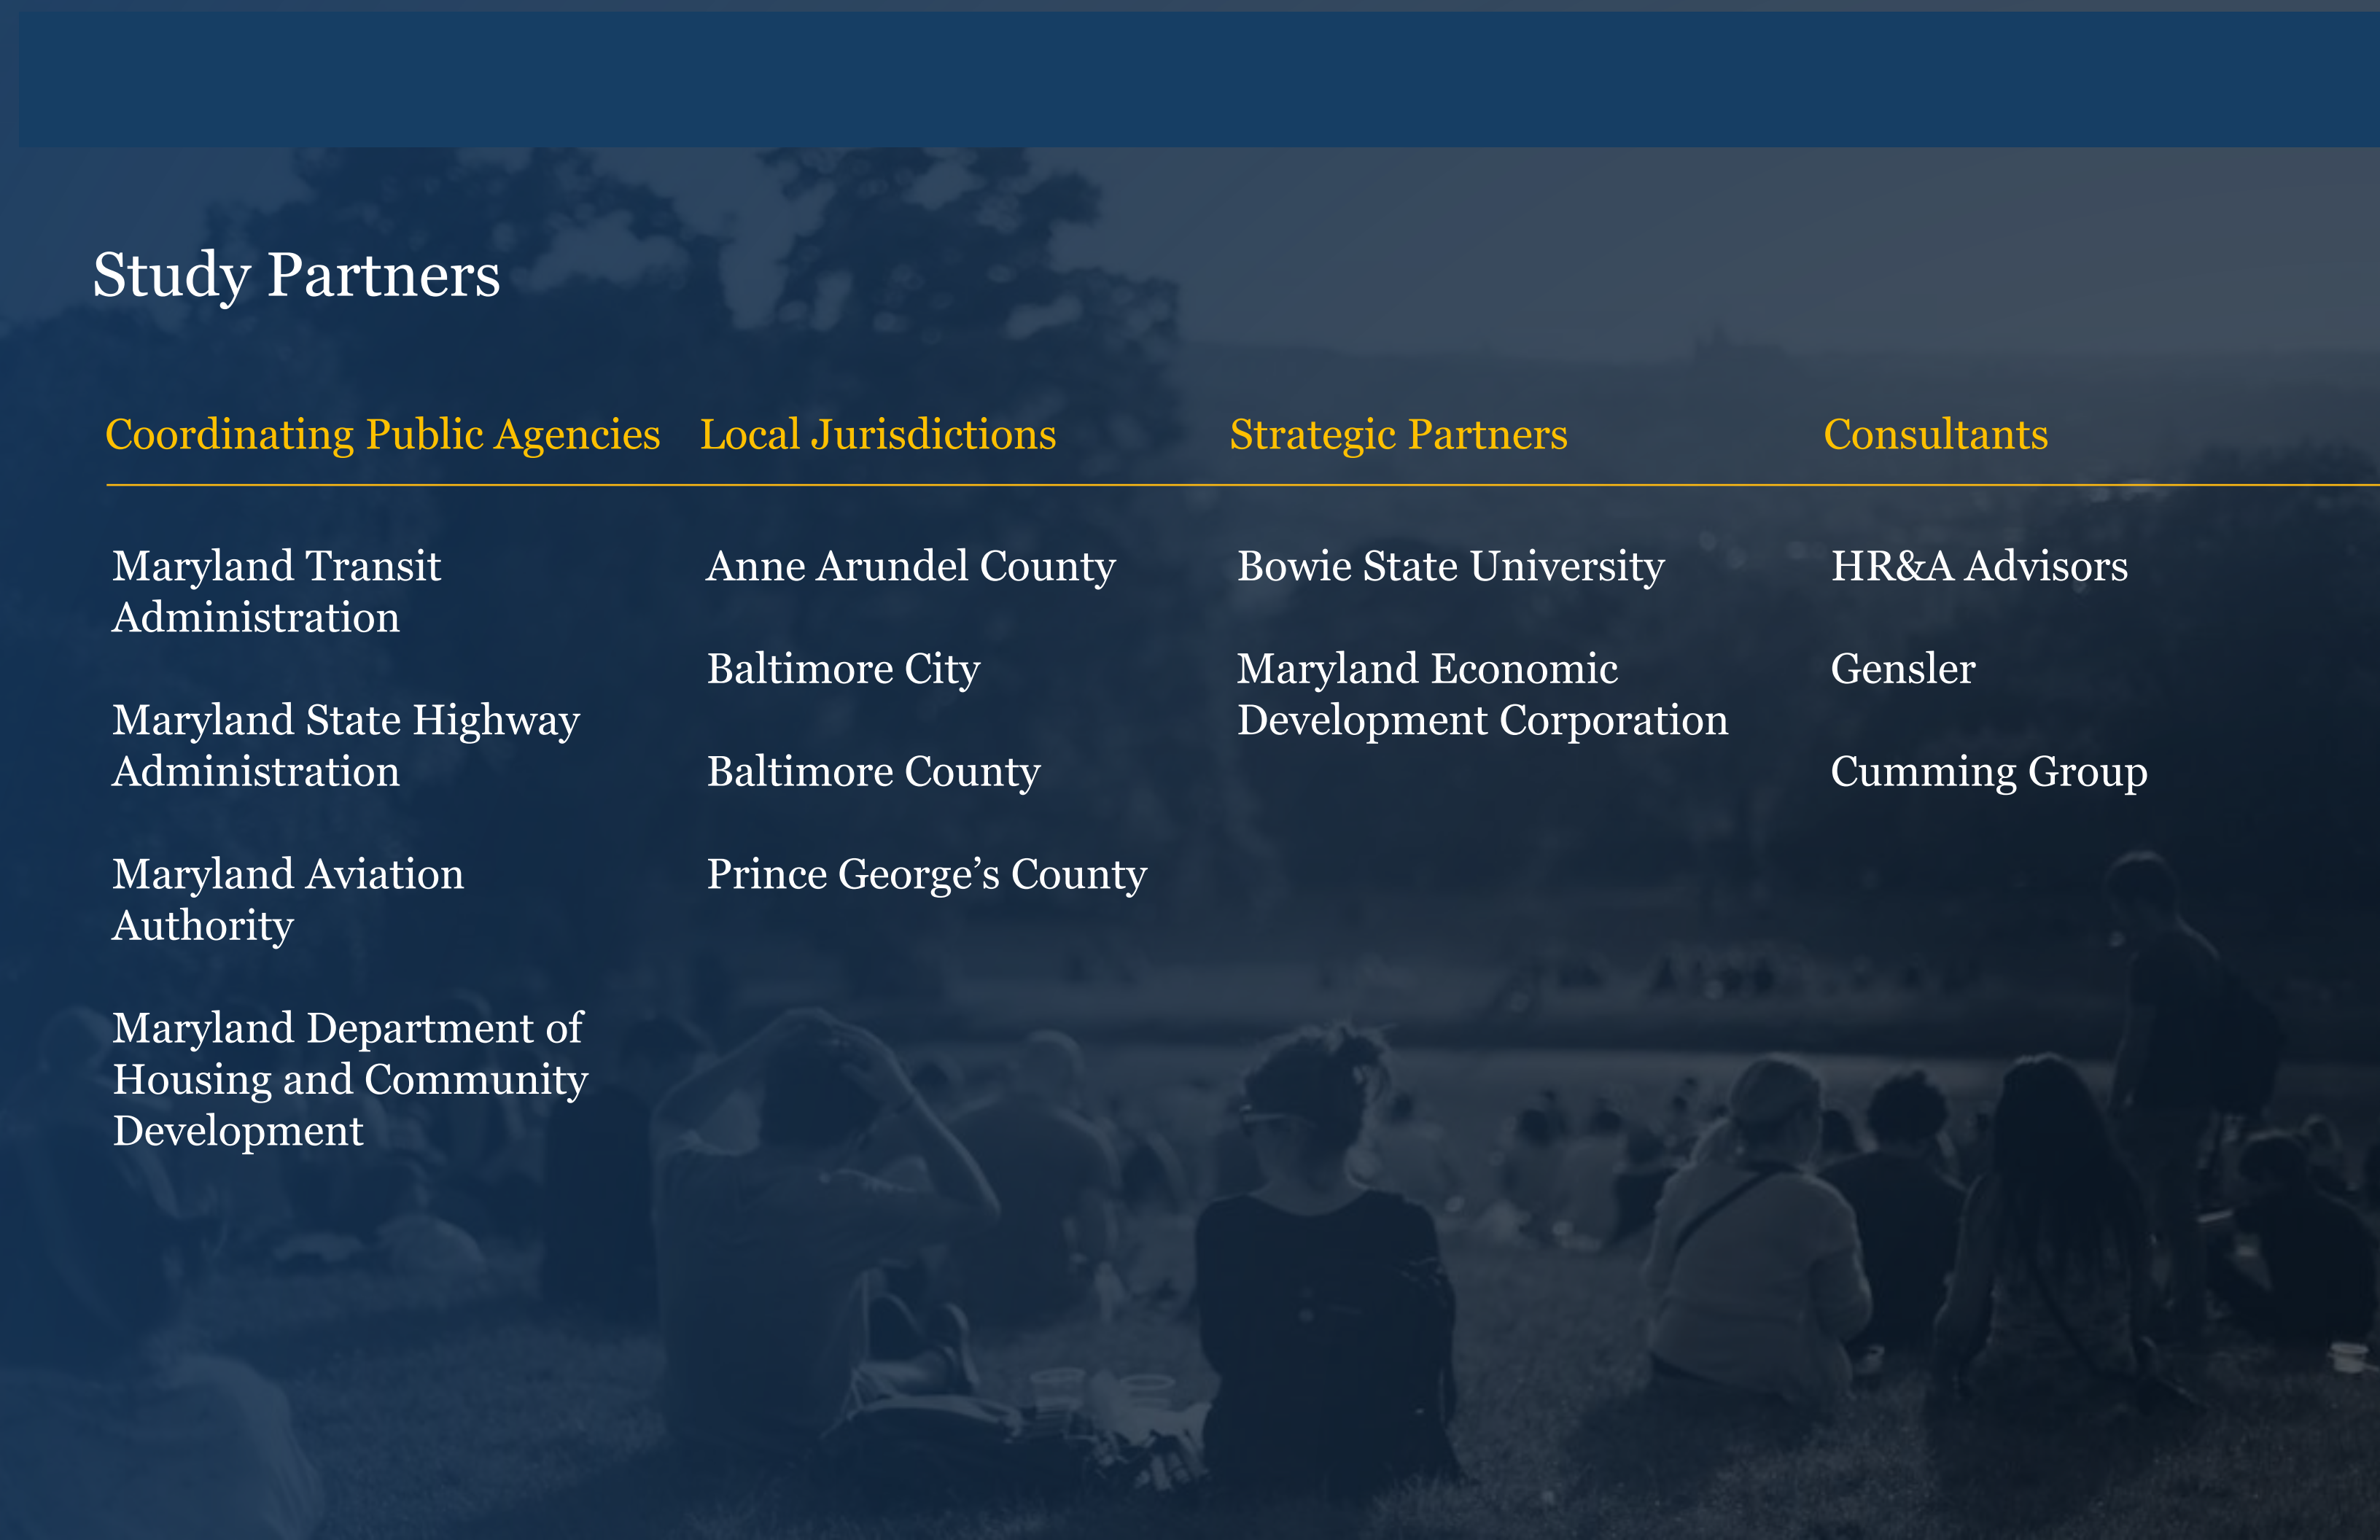 Study Partners
Coordinating Public Agencies
Maryland Transit
Administration
Maryland State Highway
Administration
Maryland Aviation
Authority
Maryland Department of
Housing and Community
Development
Local Jurisdictions
Anne Arundel County
Baltimore City
Baltimore County
Prince George’s County
Strategic Partners
Bowie State University
Maryland Economic
Development Corporation
Consultants
HR&A Advisors
Gensler
Cumming Group